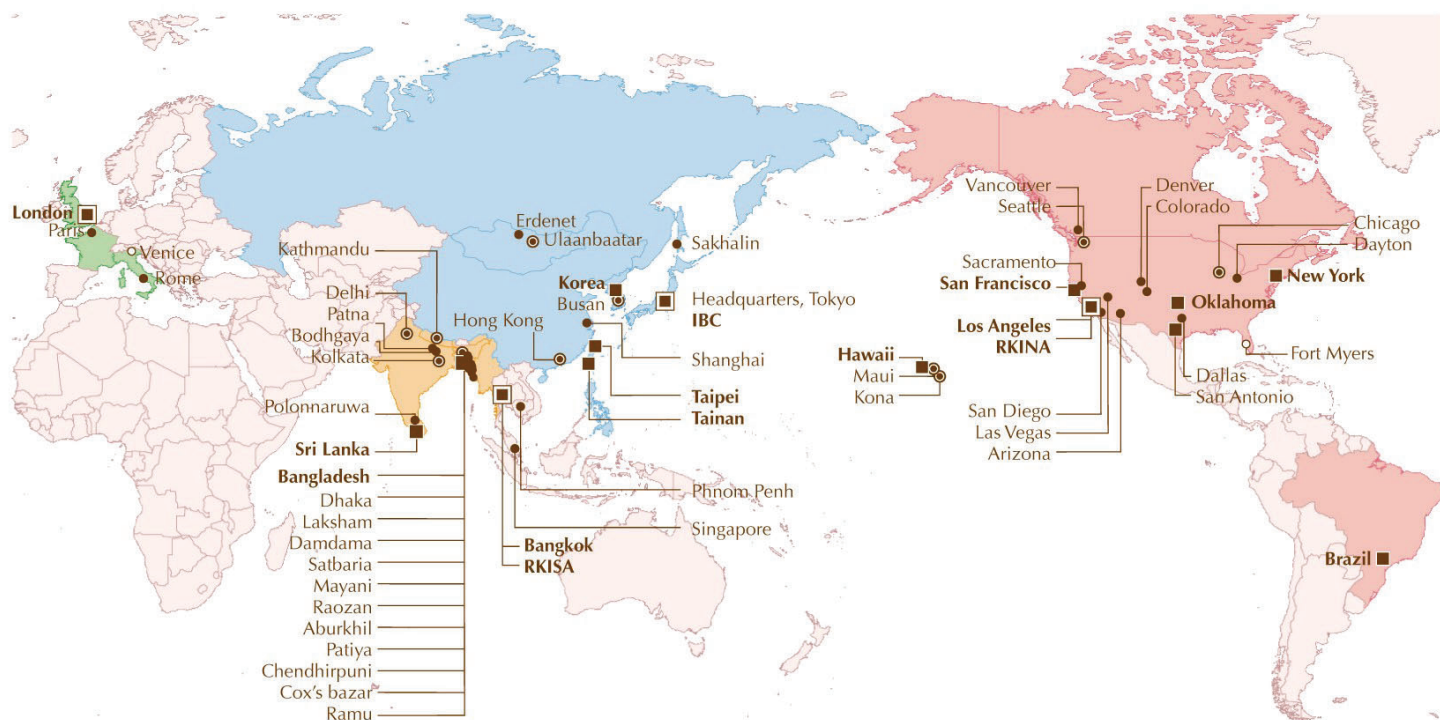 London
Paris
Venice
Rome
Kathmandu
Delhi
Patna
Bodhgaya
Kolkata
Polonnaruwa
Sri Lanka
Bangladesh
Dhaka
Laksham
Damdama
Satbaria
Mayani
Raozan
Aburkhil
Patiya
Chendhirpuni
Cox's bazar
Ramu
Erdenet
Ulaanbaatar
Sakhalin
Korea
Busan
Headquarters, Tokyo
IBC
Hong Kong
Shanghai
Taipei
Tainan
Phnom Penh
Singapore
Bangkok
RKISA
Hawaii
Maui
Kona
Vancouver
Seattle
Denver
Colorado
Chicago
Dayton
Sacramento
San Francisco
New York
Oklahoma
Los Angeles
RKINA
Fort Myers
Dallas
San Antonio
San Diego
Las Vegas
Arizona
Brazil